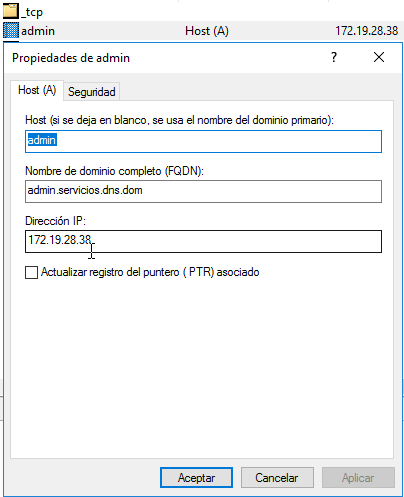 _tcp
admin Host (A) 172.19.28.38
Propiedades de admin ? ✕
Host (A) Seguridad
Host (si se deja en blanco, se usa el nombre del dominio primario):
admin
Nombre de dominio completo (FQDN):
admin.servicios.dns.dom
Dirección IP:
172.19.28.38
Actualizar registro del puntero ( PTR) asociado
Aceptar Cancelar Aplicar